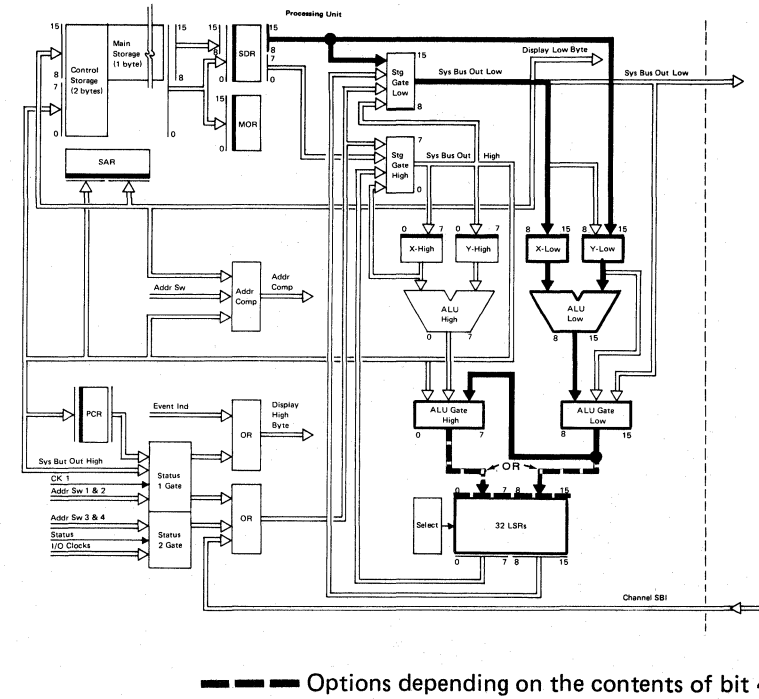 Processing Unit
15
15
15
15
Main
Storage
(1 byte)
8
8
SDR
8
7
0
0
15
Display Low Byte
Control
Storage
(2 bytes)
8
7
8
Stg
Gate
Low
Sys Bus Out Low
Sys Bus Out Low
15
MOR
0
0
0
8
7
Stg
Gate
High
Sys Bus Out High
0
SAR
0 7
0 7
8 15
8 15
X-High
Y-High
X-Low
Y-Low
Addr Sw
Addr
Comp
Addr
Comp
ALU
High
ALU
Low
0 7
8 15
Event Ind
Display
High
Byte
PCR
OR
ALU Gate
High
ALU Gate
Low
0 7
8 15
Sys But Out High
CK 1
Addr Sw 1 & 2
Status
1 Gate
OR
0 7 8 15
Addr Sw 3 & 4
Status
I/O Clocks
Status
2 Gate
OR
Select
32 LSRs
0 7 8 15
Channel SBI
Options depending on the contents of bit